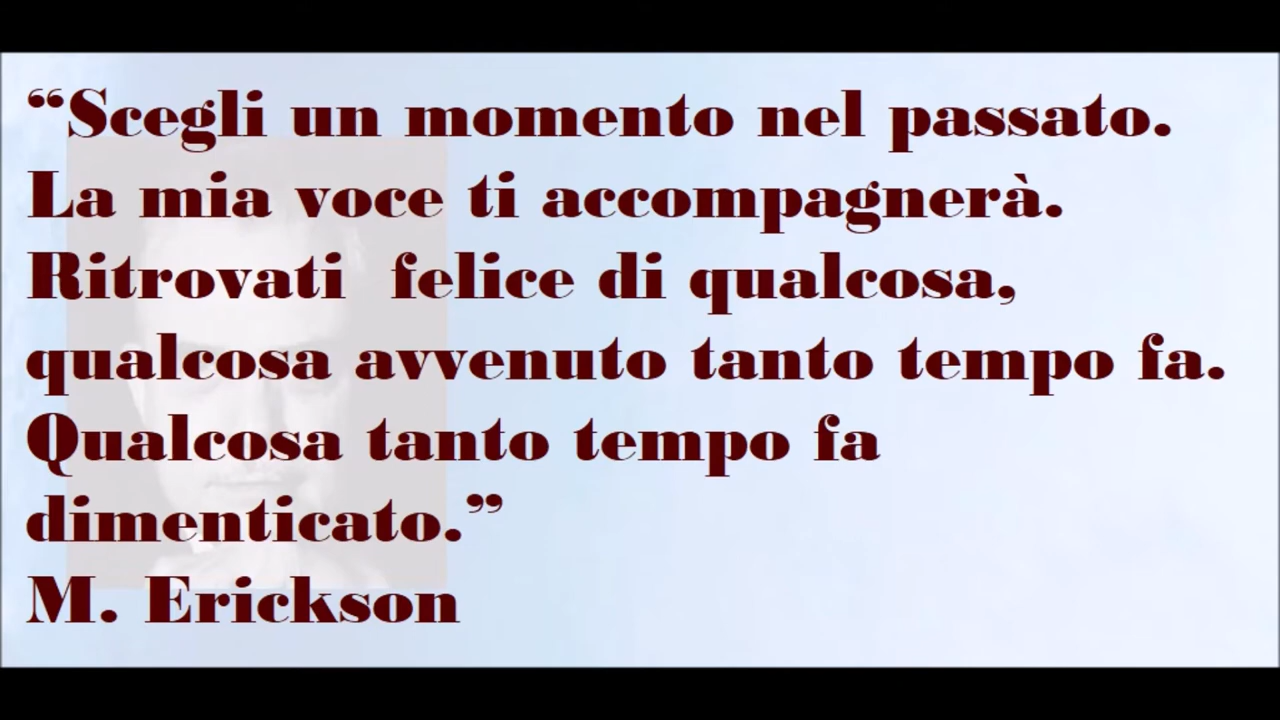 “Scegli un momento nel passato.
La mia voce ti accompagnerà.
Ritrovati  felice di qualcosa,
qualcosa avvenuto tanto tempo fa.
Qualcosa tanto tempo fa
dimenticato.”
M. Erickson